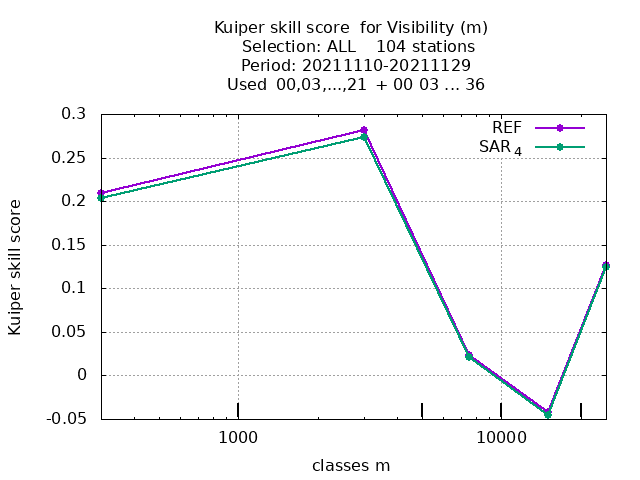 Kuiper skill score for Visibility (m)
Selection: ALL 104 stations
Period: 20211110-20211129
Used 00,03,...,21 + 00 03 ... 36
REF
SAR 4
0.3
0.25
0.2
0.15
0.1
0.05
0
-0.05
Kuiper skill score
1000
10000
classes m